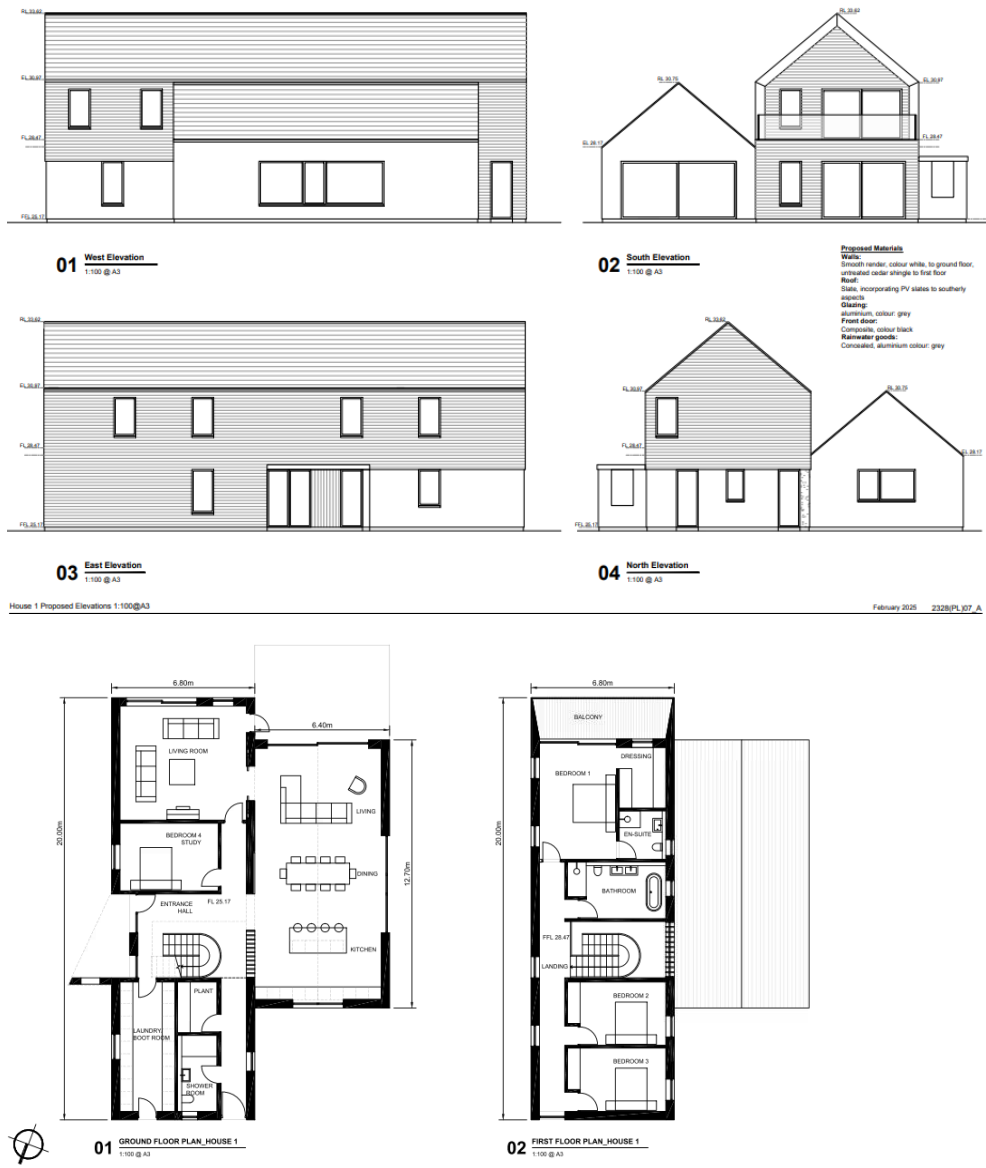 RL 33.62
EL 30.97
FL 28.47
FFL 25.17
01 West Elevation
1:100 @ A3
RL 33.62
RL 30.75
EL 30.97
FL 28.47
EL 28.17
02 South Elevation
1:100 @ A3
Proposed Materials
Walls:
Smooth render, colour white, to ground floor,
untreated cedar shingle to first floor
Roof:
Slate, incorporating PV slates to southerly
aspects
Glazing:
aluminium, colour: grey
Front door:
Composite, colour black
Rainwater goods:
Concealed, aluminium colour: grey
RL 33.62
EL 30.97
FL 28.47
FFL 25.17
03 East Elevation
1:100 @ A3
RL 33.62
EL 30.97
RL 30.75
FL 28.47
EL 28.17
FFL 25.17
04 North Elevation
1:100 @ A3
House 1 Proposed Elevations 1:100@A3
February 2025 2328(PL)07_A
6.80m
6.40m
20.00m
12.70m
LIVING ROOM
LIVING
BEDROOM 4
STUDY
DINING
FL 25.17
ENTRANCE
HALL
KITCHEN
PLANT
LAUNDRY/
BOOT ROOM
SHOWER
ROOM
01 GROUND FLOOR PLAN_HOUSE 1
1:100 @ A3
6.80m
20.00m
BALCONY
DRESSING
BEDROOM 1
EN-SUITE
BATHROOM
FFL 28.47
LANDING
BEDROOM 2
BEDROOM 3
02 FIRST FLOOR PLAN_HOUSE 1
1:100 @ A3